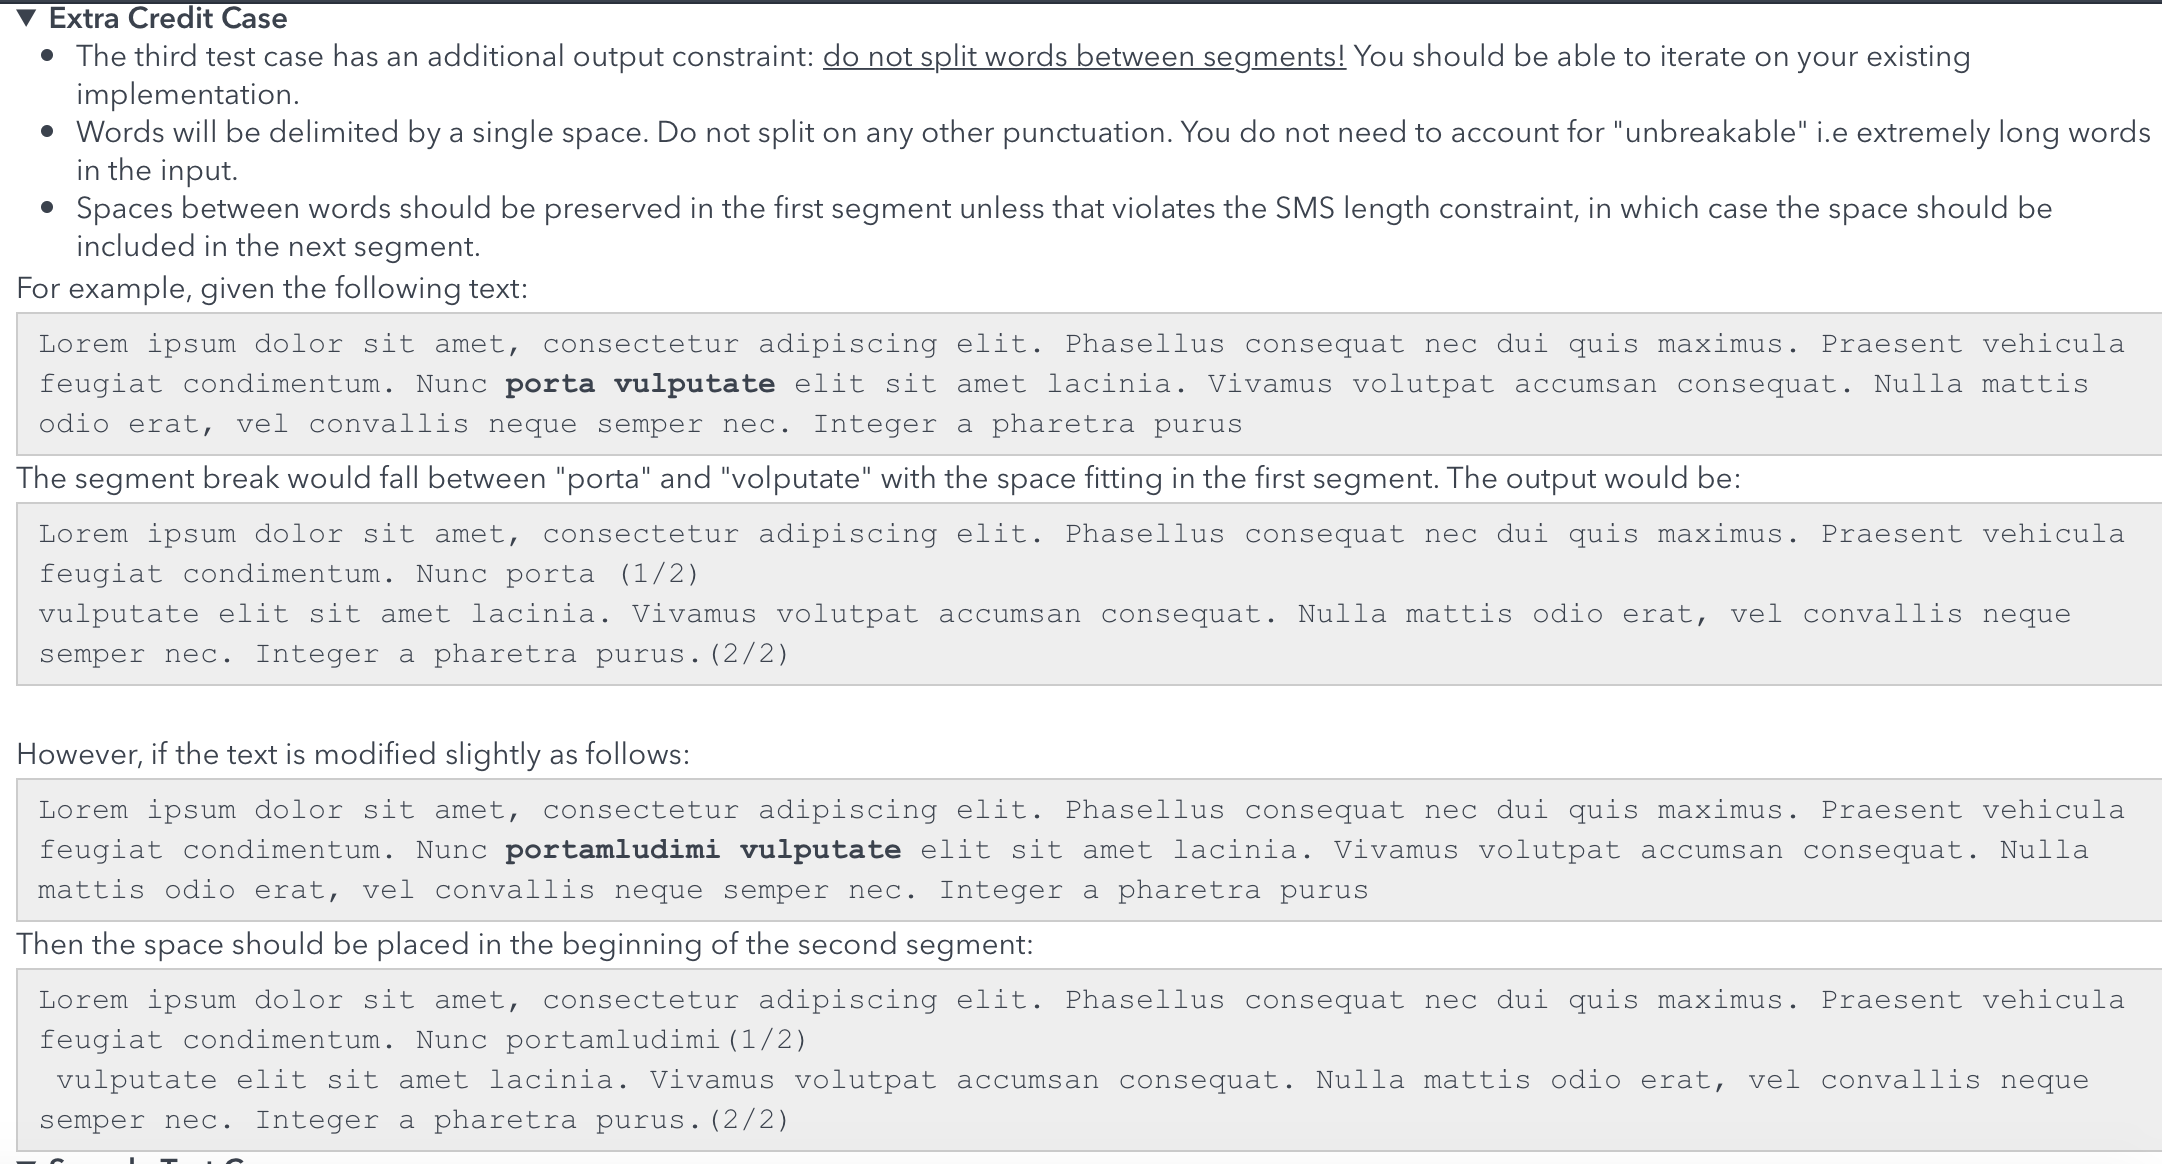 ▼ Extra Credit Case
• The third test case has an additional output constraint: do not split words between segments! You should be able to iterate on your existing
implementation.
• Words will be delimited by a single space. Do not split on any other punctuation. You do not need to account for "unbreakable" i.e extremely long words
in the input.
• Spaces between words should be preserved in the first segment unless that violates the SMS length constraint, in which case the space should be
included in the next segment.
For example, given the following text:
Lorem ipsum dolor sit amet, consectetur adipiscing elit. Phasellus consequat nec dui quis maximus. Praesent vehicula
feugiat condimentum. Nunc porta vulputate elit sit amet lacinia. Vivamus volutpat accumsan consequat. Nulla mattis
odio erat, vel convallis neque semper nec. Integer a pharetra purus
The segment break would fall between "porta" and "volputate" with the space fitting in the first segment. The output would be:
Lorem ipsum dolor sit amet, consectetur adipiscing elit. Phasellus consequat nec dui quis maximus. Praesent vehicula
feugiat condimentum. Nunc porta (1/2)
vulputate elit sit amet lacinia. Vivamus volutpat accumsan consequat. Nulla mattis odio erat, vel convallis neque
semper nec. Integer a pharetra purus.(2/2)
However, if the text is modified slightly as follows:
Lorem ipsum dolor sit amet, consectetur adipiscing elit. Phasellus consequat nec dui quis maximus. Praesent vehicula
feugiat condimentum. Nunc portamludimi vulputate elit sit amet lacinia. Vivamus volutpat accumsan consequat. Nulla
mattis odio erat, vel convallis neque semper nec. Integer a pharetra purus
Then the space should be placed in the beginning of the second segment:
Lorem ipsum dolor sit amet, consectetur adipiscing elit. Phasellus consequat nec dui quis maximus. Praesent vehicula
feugiat condimentum. Nunc portamludimi(1/2)
 vulputate elit sit amet lacinia. Vivamus volutpat accumsan consequat. Nulla mattis odio erat, vel convallis neque
semper nec. Integer a pharetra purus.(2/2)